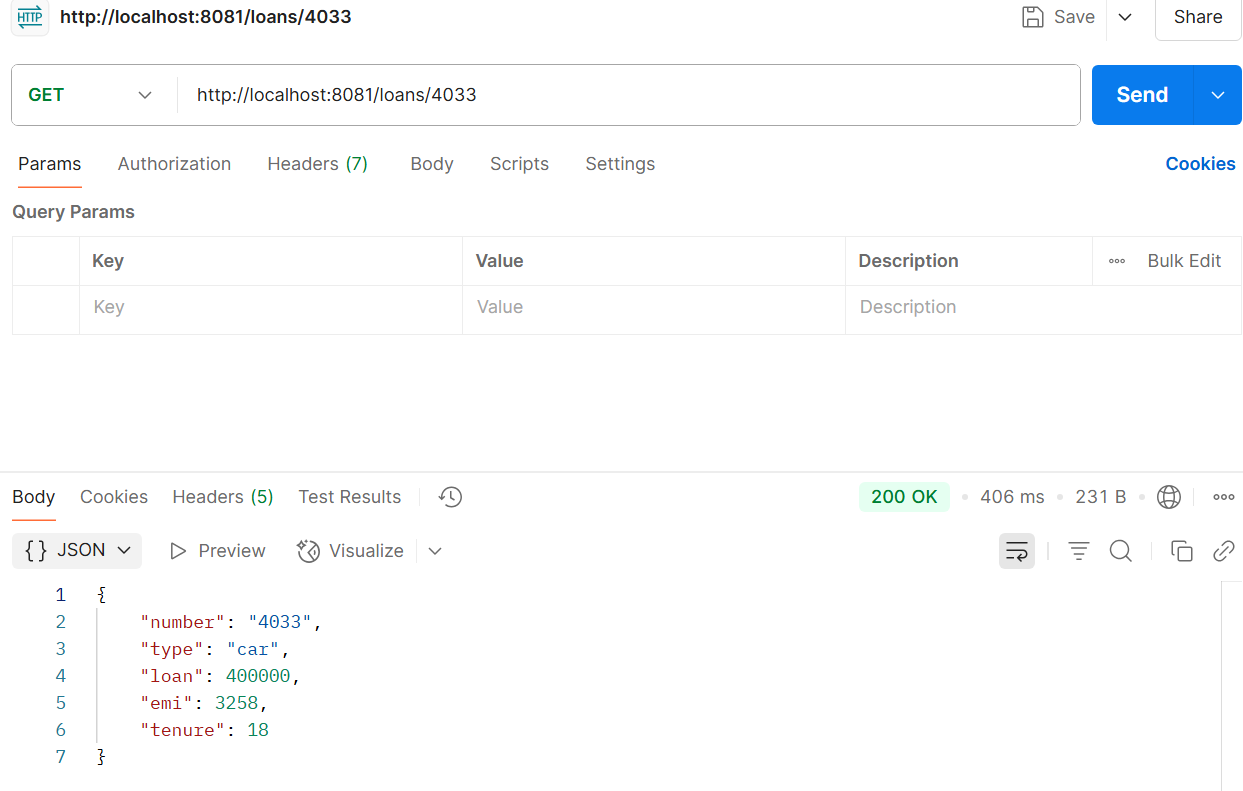 HTTP http://localhost:8081/loans/4033 Save Share
GET http://localhost:8081/loans/4033 Send
Params Authorization Headers (7) Body Scripts Settings Cookies
Query Params
Key Value Description Bulk Edit
Key Value Description
Body Cookies Headers (5) Test Results 200 OK 406 ms 231 B
{} JSON Preview Visualize
1 {
2 "number": "4033",
3 "type": "car",
4 "loan": 400000,
5 "emi": 3258,
6 "tenure": 18
7 }